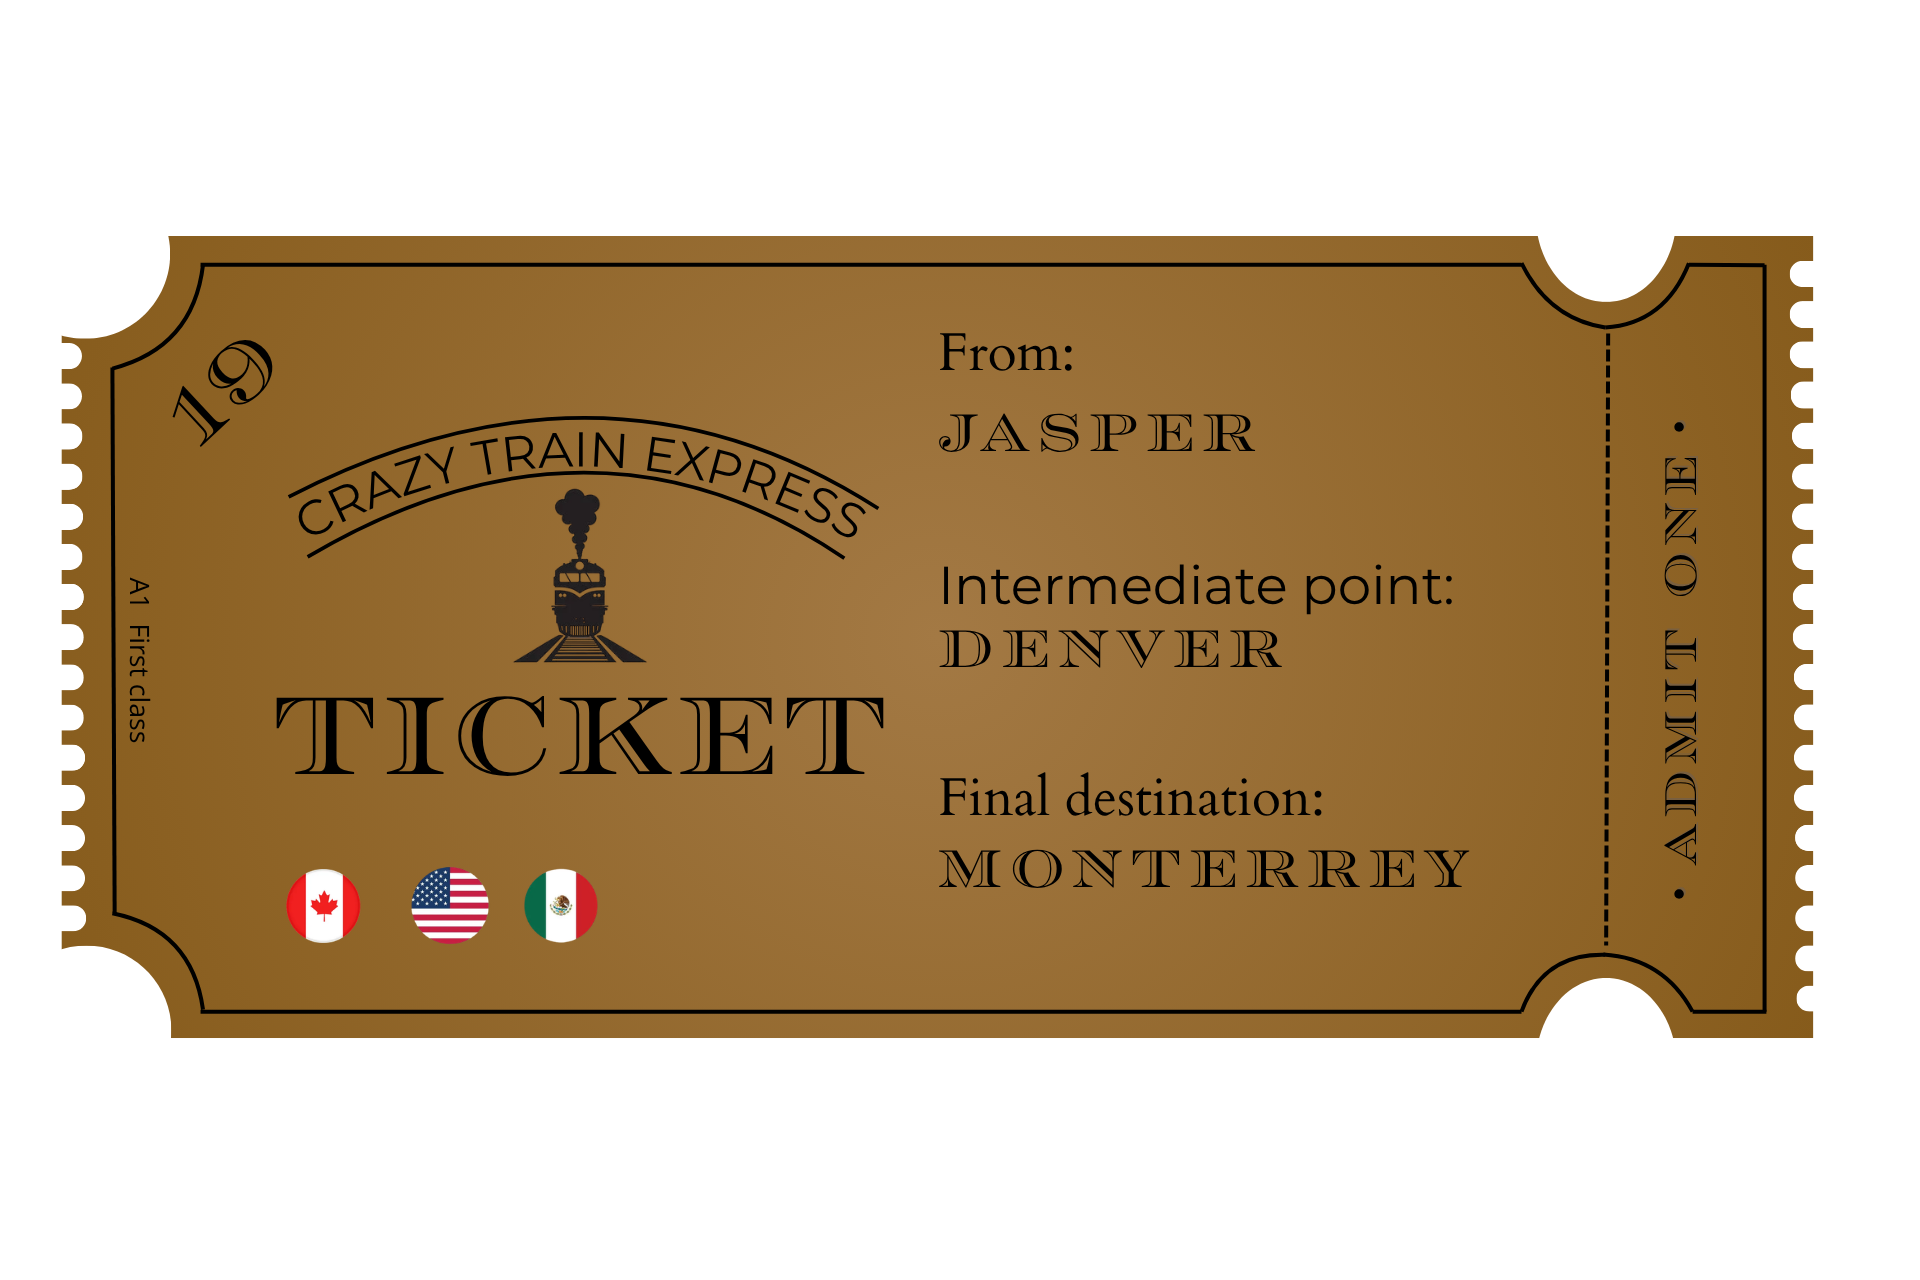 19
CRAZY TRAIN EXPRESS
A1 First class
TICKET
From:
JASPER
Intermediate point:
DENVER
Final destination:
MONTERREY
• ADMIT ONE •